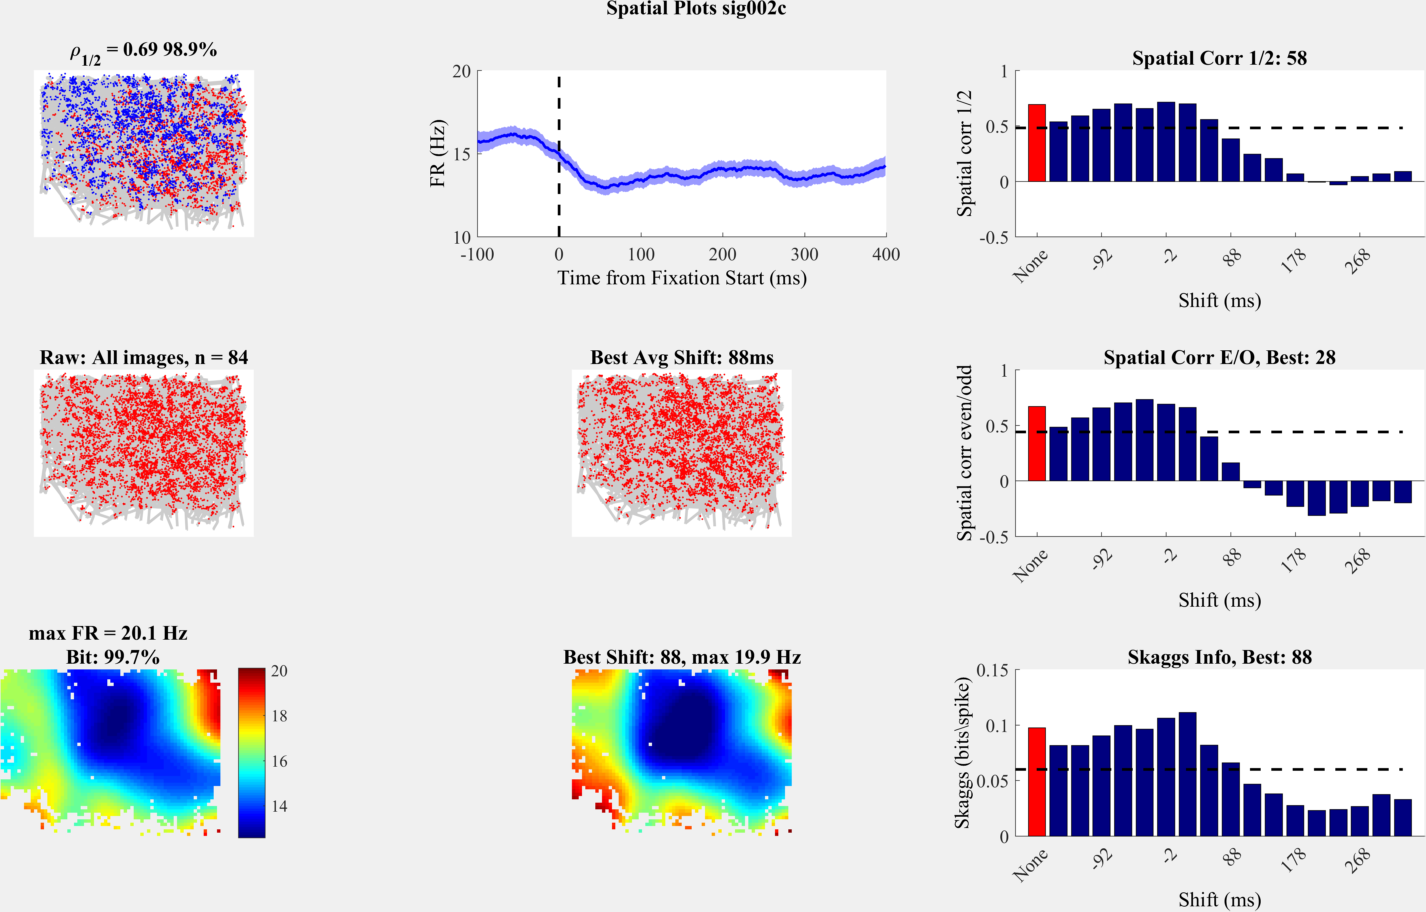 Spatial Plots sig002c
ρ1/2 = 0.69 98.9%
20
15
10
FR (Hz)
-100 0 100 200 300 400
Time from Fixation Start (ms)
Spatial Corr 1/2: 58
1
0.5
0
-0.5
Spatial corr 1/2
None -92 -2 88 178 268
Shift (ms)
Raw: All images, n = 84
Best Avg Shift: 88ms
Spatial Corr E/O, Best: 28
1
0.5
0
-0.5
Spatial corr even/odd
None -92 -2 88 178 268
Shift (ms)
max FR = 20.1 Hz
Bit: 99.7%
20
18
16
14
Best Shift: 88, max 19.9 Hz
Skaggs Info, Best: 88
0.15
0.1
0.05
0
Skaggs (bits\spike)
None -92 -2 88 178 268
Shift (ms)